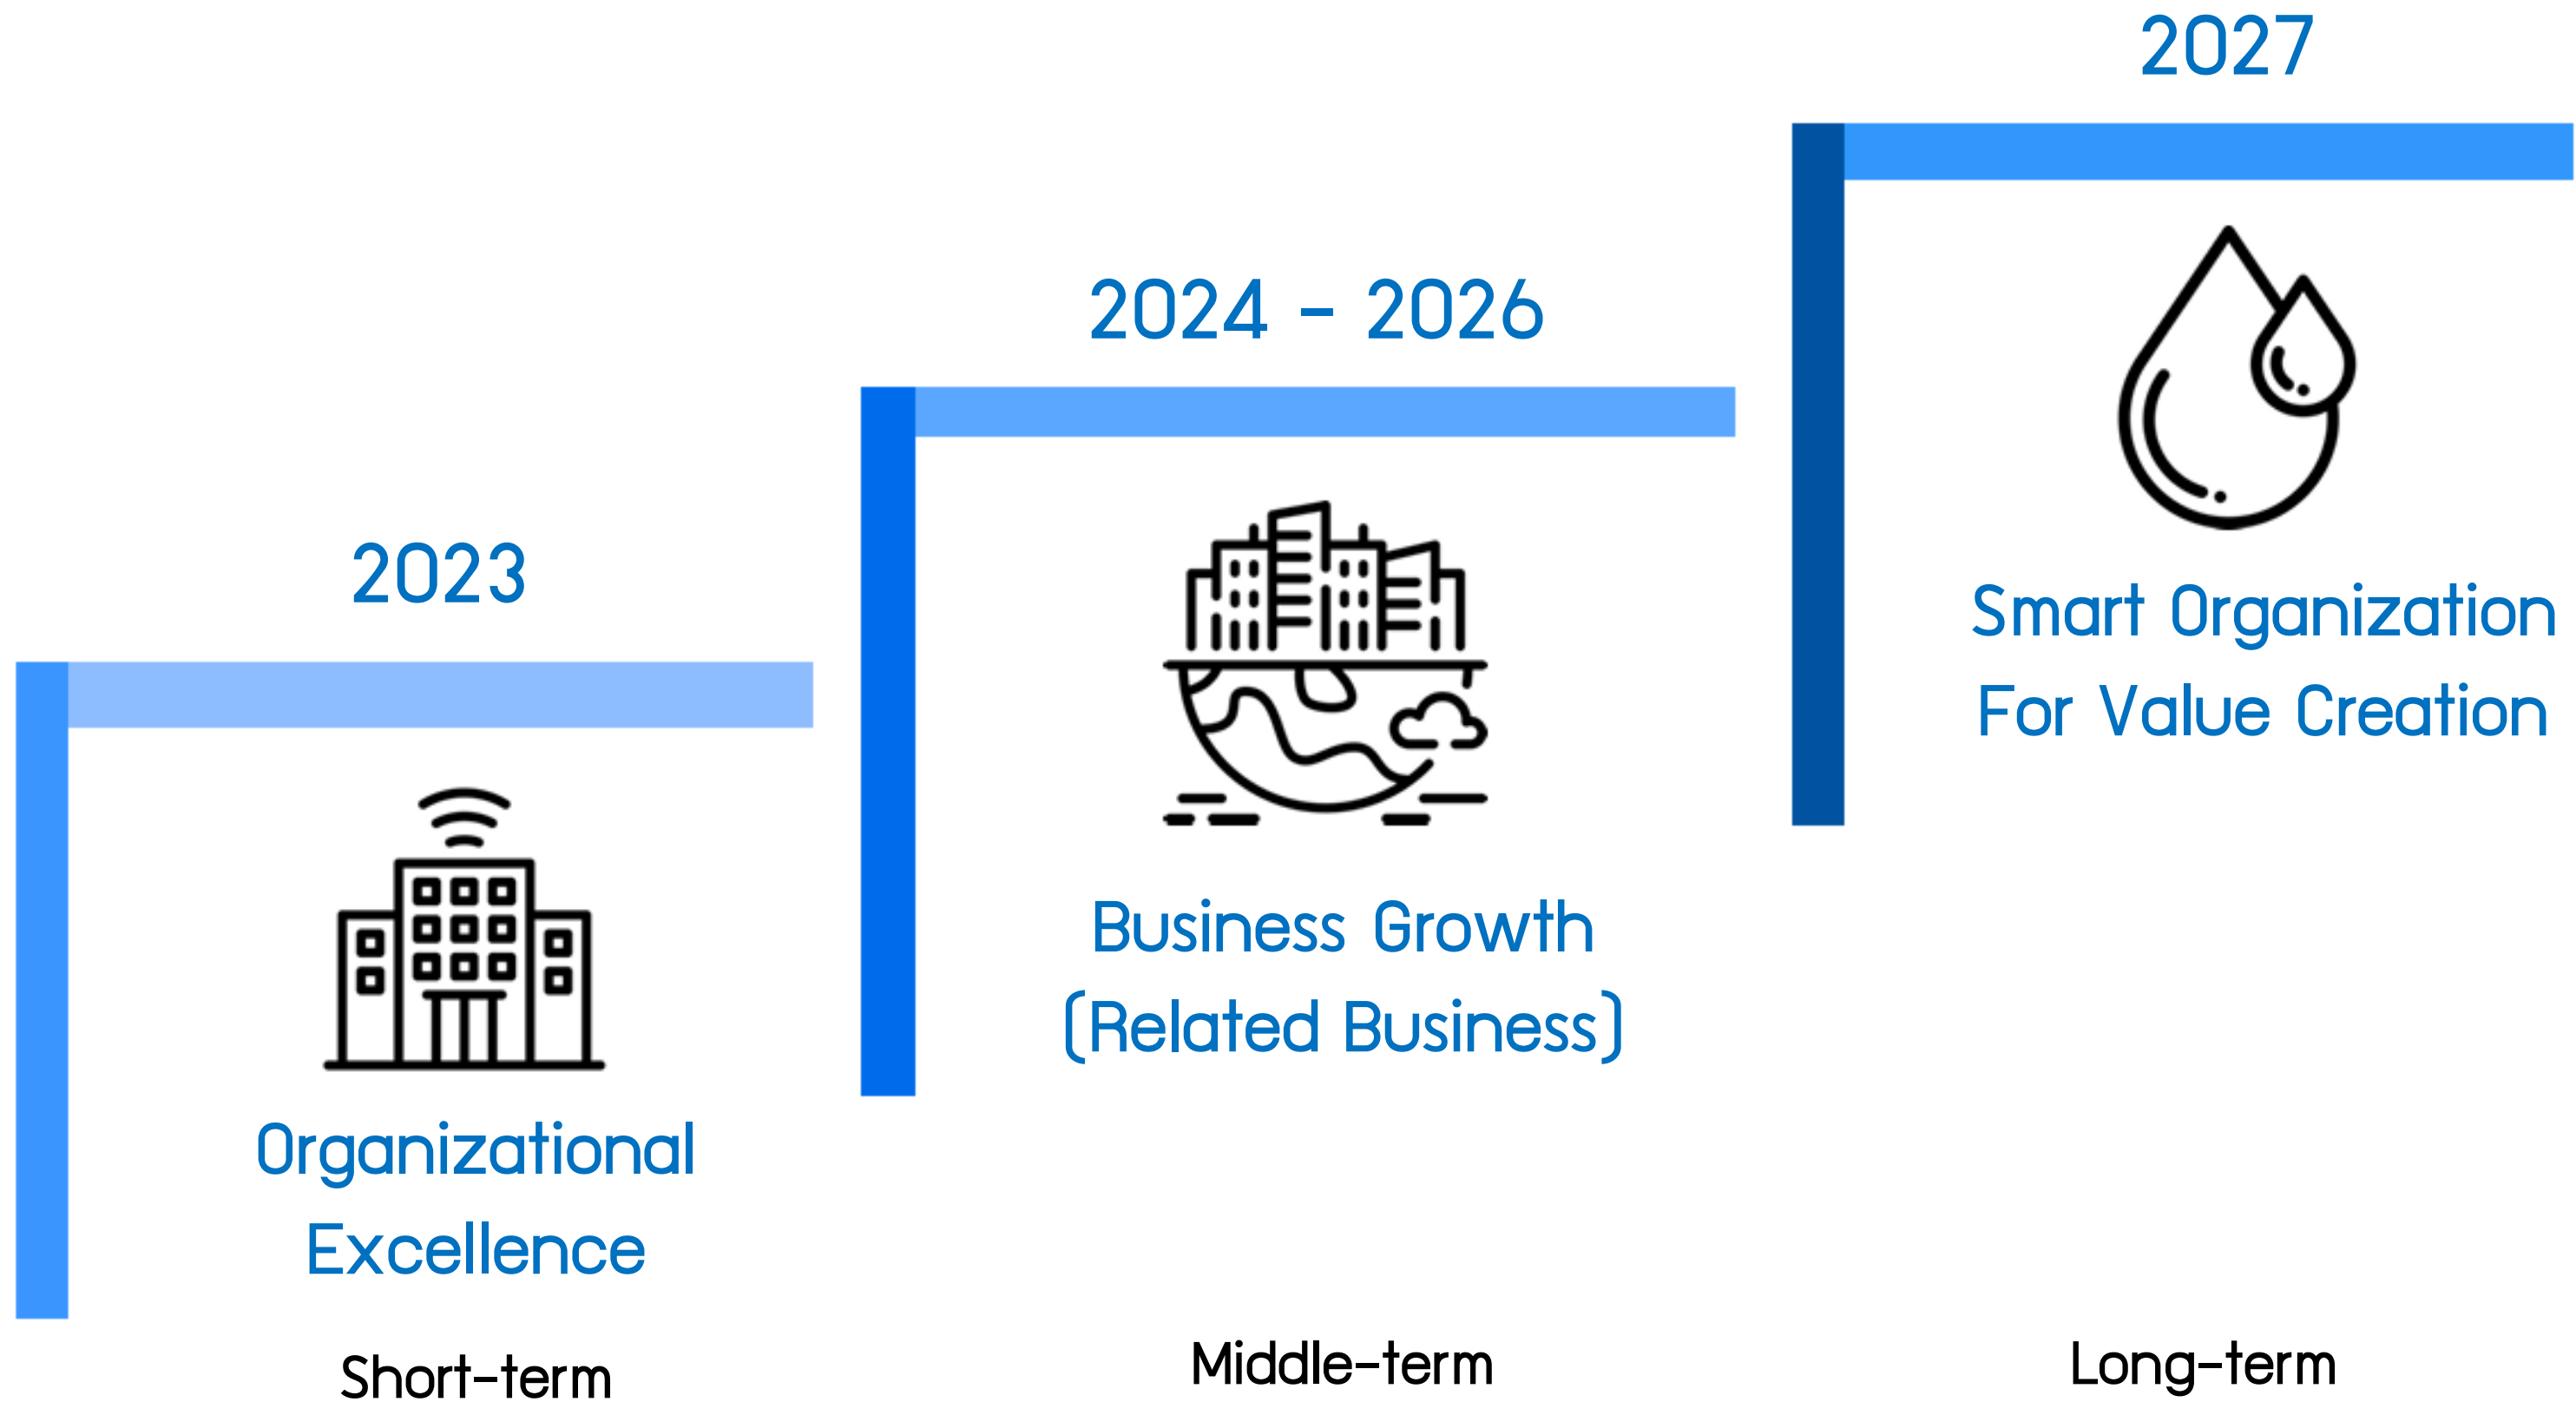 2023
Organizational
Excellence
Short-term
2024 - 2026
Business Growth
(Related Business)
Middle-term
2027
Smart Organization
For Value Creation
Long-term